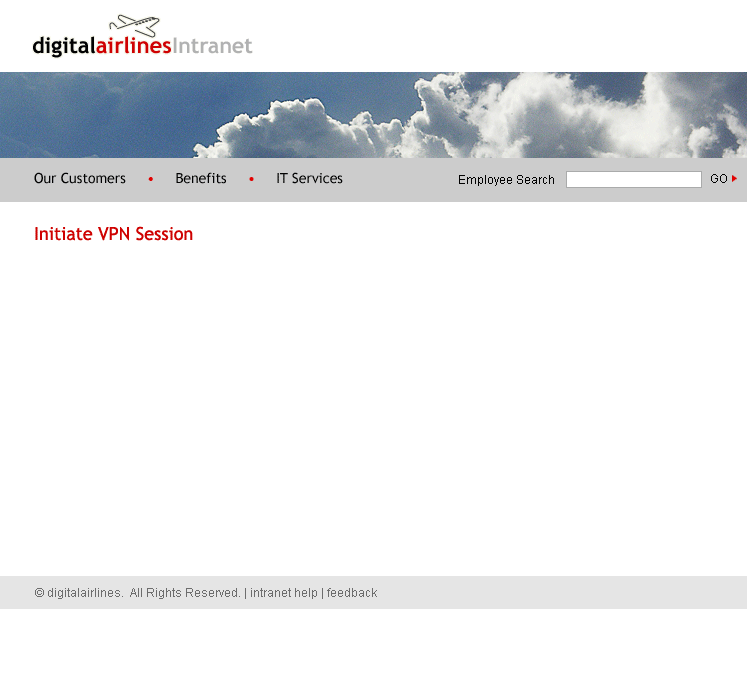 digitalairlinesIntranet
Our Customers • Benefits • IT Services Employee Search GO
Initiate VPN Session
© digitalairlines. All Rights Reserved. | intranet help | feedback